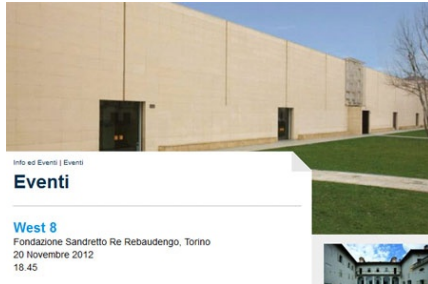 Info ed Eventi | Eventi
Eventi
West 8
Fondazione Sandretto Re Rebaudengo, Torino
20 Novembre 2012
18.45